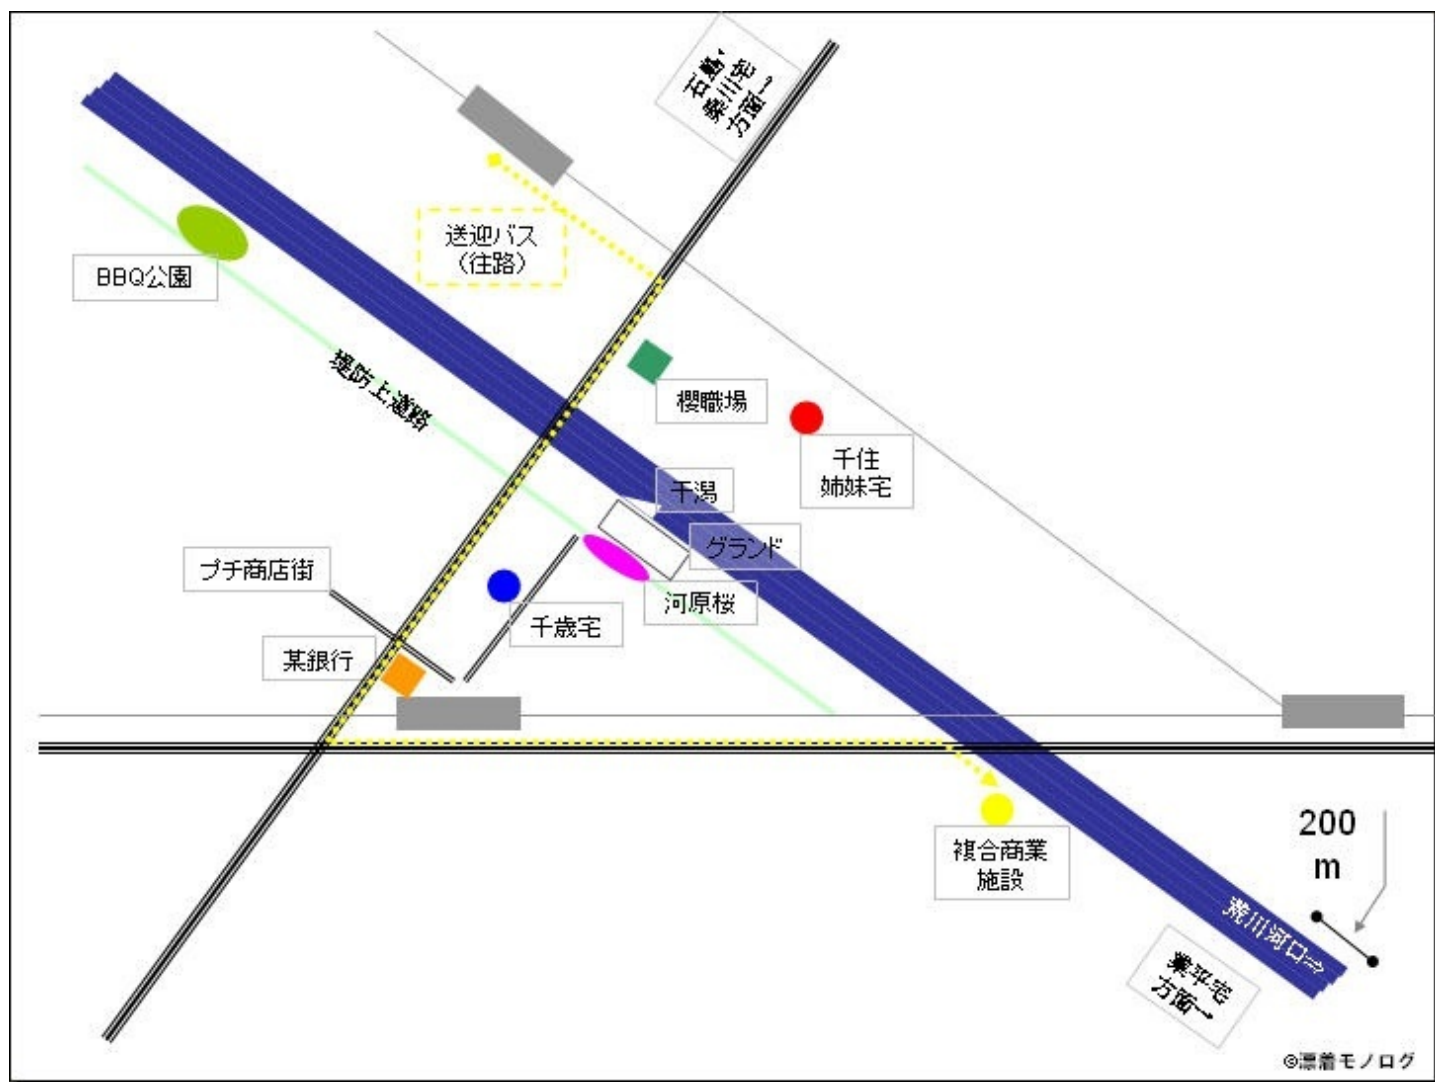 石島・
桑川宅
方面→
送迎バス
（往路）
BBQ公園
堤防上道路
櫻職場
千住
姉妹宅
干潟
グランド
プチ商店街
河原桜
千歳宅
某銀行
複合商業
施設
200
m
荒川河口⇒
業平宅
方面→
©漂着モノログ